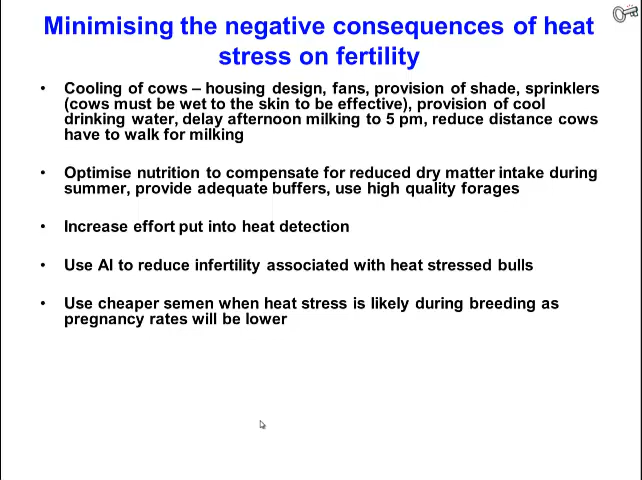 Minimising the negative consequences of heat
stress on fertility
• Cooling of cows – housing design, fans, provision of shade, sprinklers
(cows must be wet to the skin to be effective), provision of cool
drinking water, delay afternoon milking to 5 pm, reduce distance cows
have to walk for milking
• Optimise nutrition to compensate for reduced dry matter intake during
summer, provide adequate buffers, use high quality forages
• Increase effort put into heat detection
• Use AI to reduce infertility associated with heat stressed bulls
• Use cheaper semen when heat stress is likely during breeding as
pregnancy rates will be lower